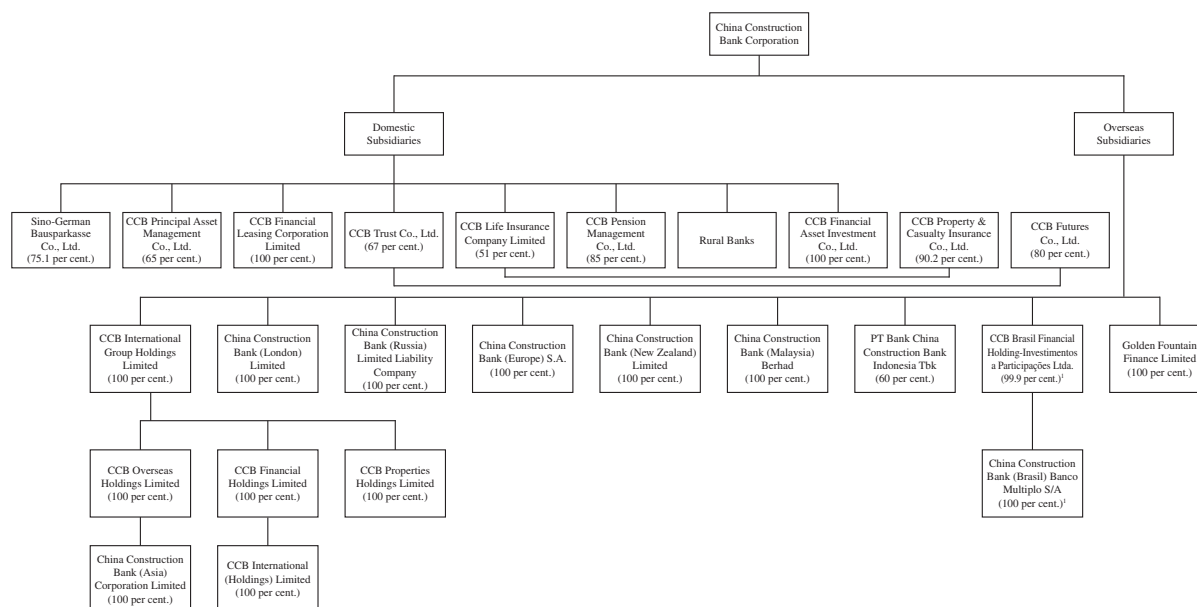 China Construction
Bank Corporation
Domestic
Subsidiaries
Overseas
Subsidiaries
Sino-German
Bausparkasse
Co., Ltd.
(75.1 per cent.)
CCB Principal Asset
Management
Co., Ltd.
(65 per cent.)
CCB Financial
Leasing Corporation
Limited
(100 per cent.)
CCB Trust Co., Ltd.
(67 per cent.)
CCB Life Insurance
Company Limited
(51 per cent.)
CCB Pension
Management
Co., Ltd.
(85 per cent.)
Rural Banks
CCB Financial
Asset Investment
Co., Ltd.
(100 per cent.)
CCB Property &
Casualty Insurance
Co., Ltd.
(90.2 per cent.)
CCB Futures
Co., Ltd.
(80 per cent.)
CCB International
Group Holdings
Limited
(100 per cent.)
China Construction
Bank (London)
Limited
(100 per cent.)
China Construction
Bank (Russia)
Limited Liability
Company
(100 per cent.)
China Construction
Bank (Europe) S.A.
(100 per cent.)
China Construction
Bank (New Zealand)
Limited
(100 per cent.)
China Construction
Bank (Malaysia)
Berhad
(100 per cent.)
PT Bank China
Construction Bank
Indonesia Tbk
(60 per cent.)
CCB Brasil Financial
Holding-Investimentos
a Participações Ltda.
(99.9 per cent.)¹
Golden Fountain
Finance Limited
(100 per cent.)
CCB Overseas
Holdings Limited
(100 per cent.)
CCB Financial
Holdings Limited
(100 per cent.)
CCB Properties
Holdings Limited
(100 per cent.)
China Construction
Bank (Brasil) Banco
Multiplo S/A
(100 per cent.)¹
China Construction
Bank (Asia)
Corporation Limited
(100 per cent.)
CCB International
(Holdings) Limited
(100 per cent.)